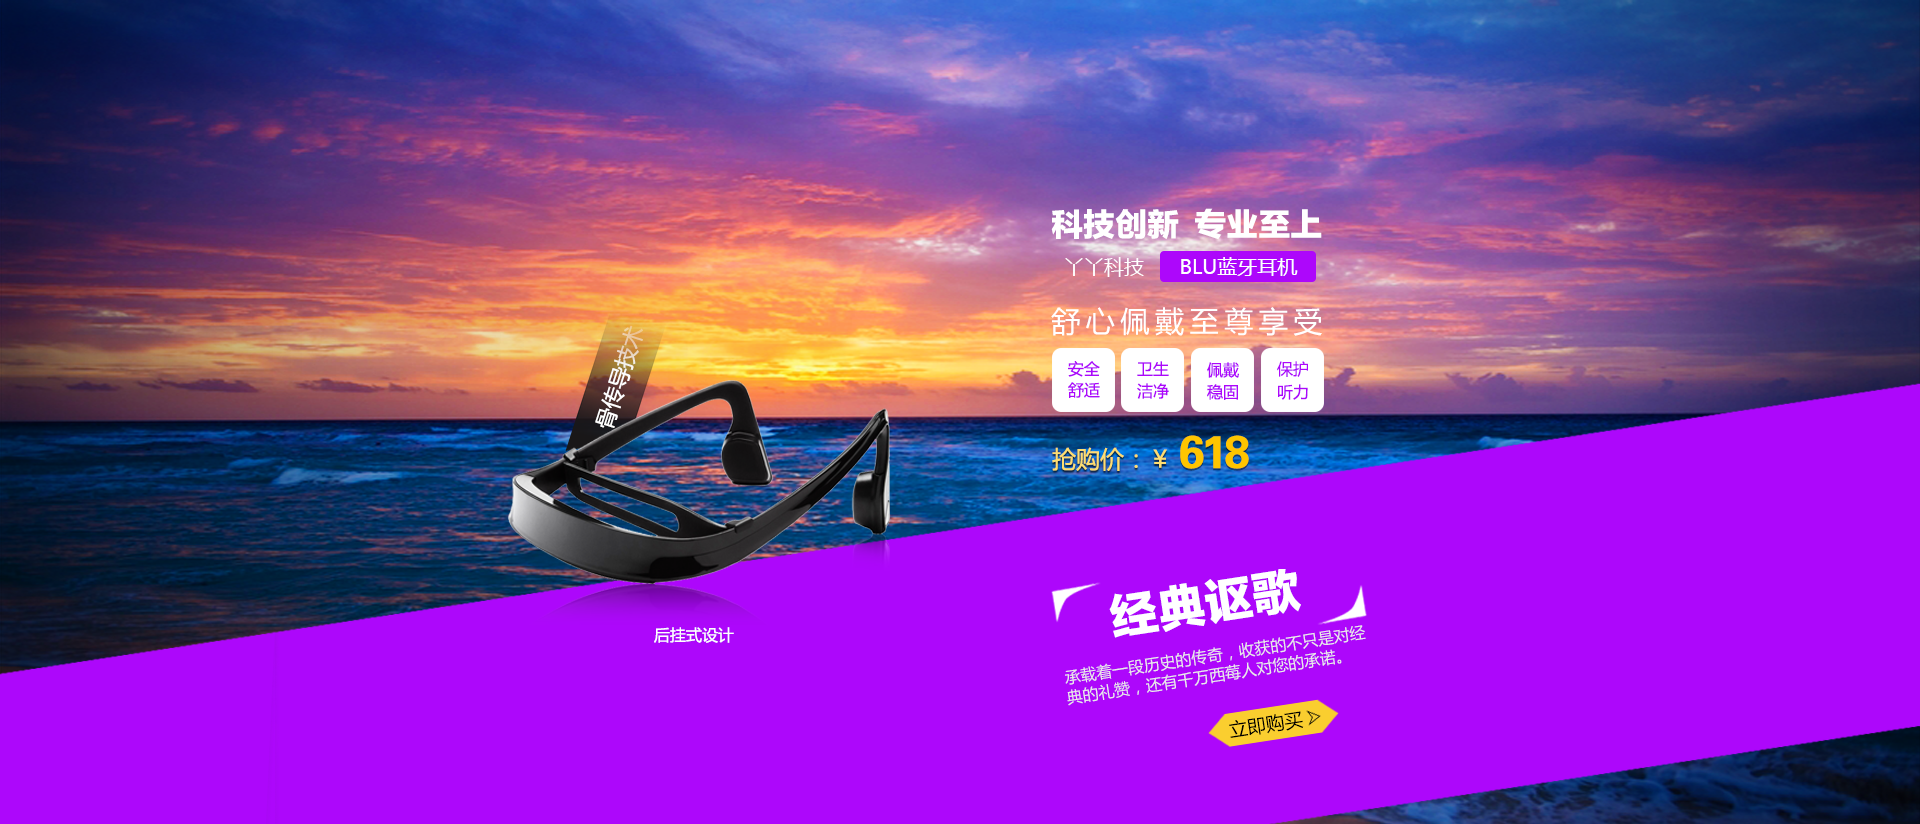 科技创新 专业至上
丫丫科技 BLU蓝牙耳机
舒心佩戴至尊享受
安全
舒适
卫生
洁净
佩戴
稳固
保护
听力
抢购价：¥ 618
骨传导技术
后挂式设计
经典讴歌
承载着一段历史的传奇，收获的不只是对经
典的礼赞，还有千万西莓人对您的承诺。
立即购买